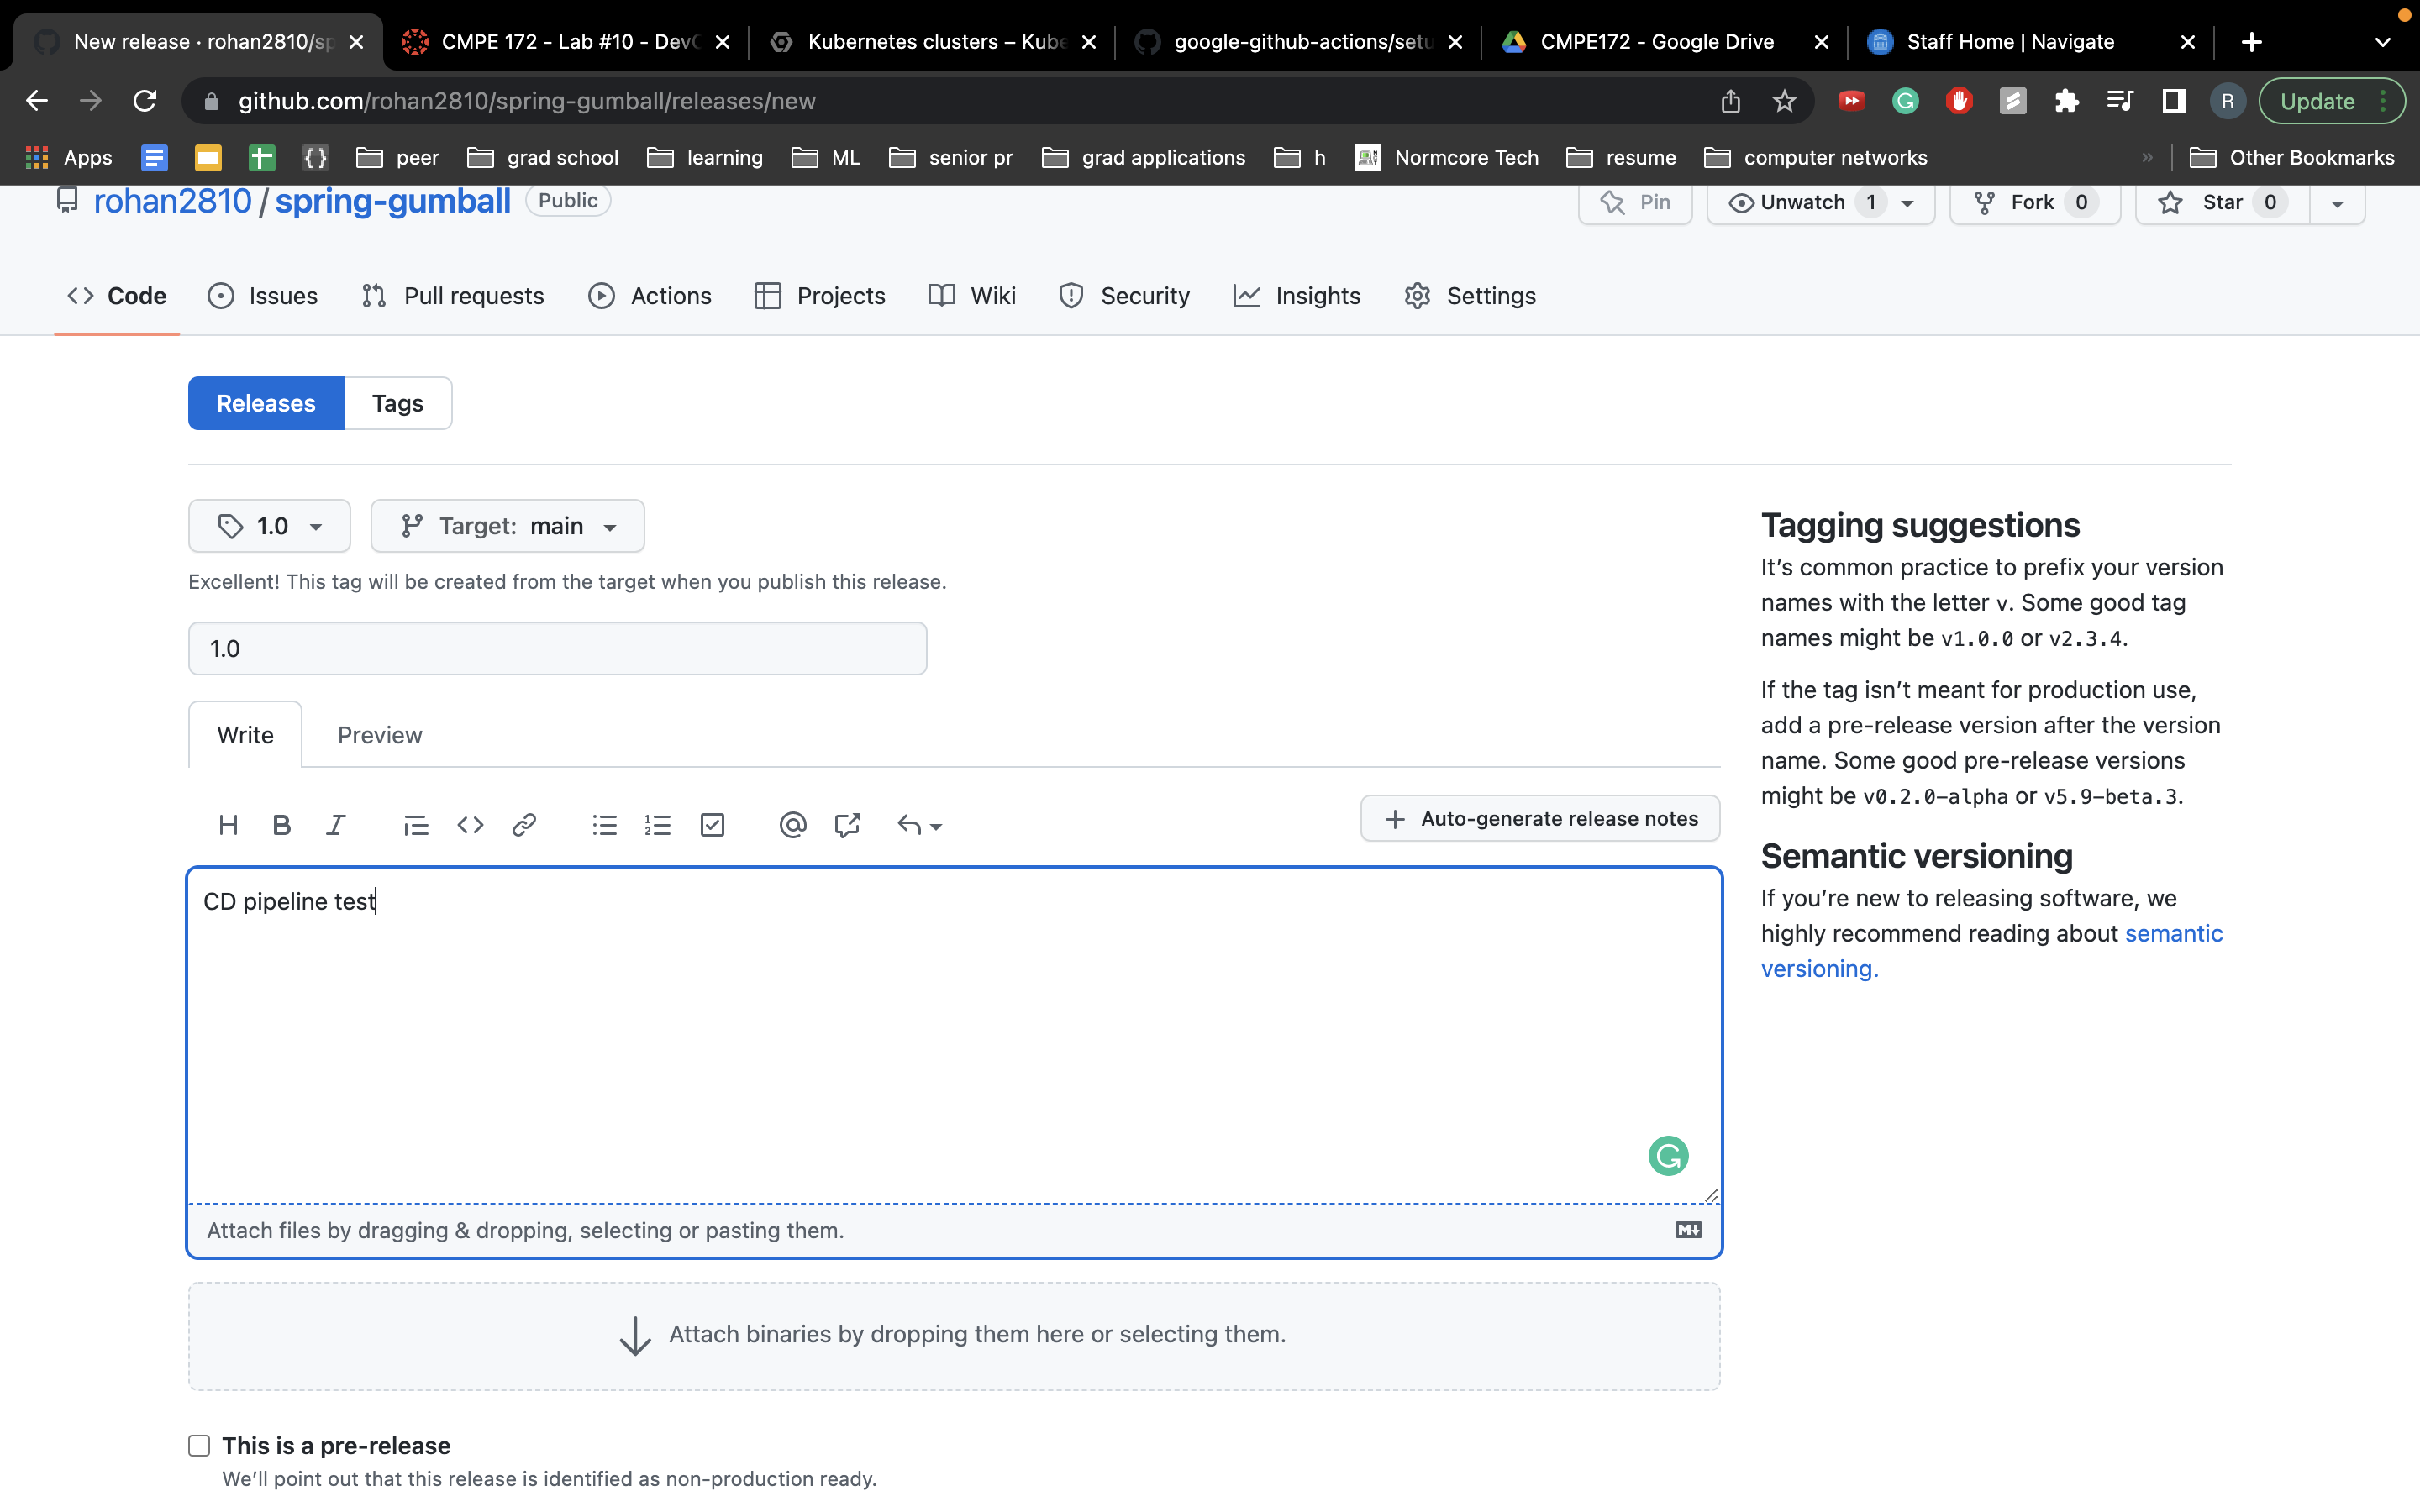 New release · rohan2810/sp
CMPE 172 - Lab #10 - DevO
Kubernetes clusters – Kube
google-github-actions/setu
CMPE172 - Google Drive
Staff Home | Navigate
github.com/rohan2810/spring-gumball/releases/new
R
Update
Apps
peer
grad school
learning
ML
senior pr
grad applications
h
Normcore Tech
resume
computer networks
»
Other Bookmarks
rohan2810 / spring-gumball Public
Pin
Unwatch 1
Fork 0
Star 0
Code
Issues
Pull requests
Actions
Projects
Wiki
Security
Insights
Settings
Releases
Tags
1.0
Target: main
Excellent! This tag will be created from the target when you publish this release.
1.0
Write
Preview
Auto-generate release notes
CD pipeline test
Attach files by dragging & dropping, selecting or pasting them.
Attach binaries by dropping them here or selecting them.
This is a pre-release
We’ll point out that this release is identified as non-production ready.
Tagging suggestions
It’s common practice to prefix your version
names with the letter v. Some good tag
names might be v1.0.0 or v2.3.4.
If the tag isn’t meant for production use,
add a pre-release version after the version
name. Some good pre-release versions
might be v0.2.0-alpha or v5.9-beta.3.
Semantic versioning
If you’re new to releasing software, we
highly recommend reading about semantic
versioning.